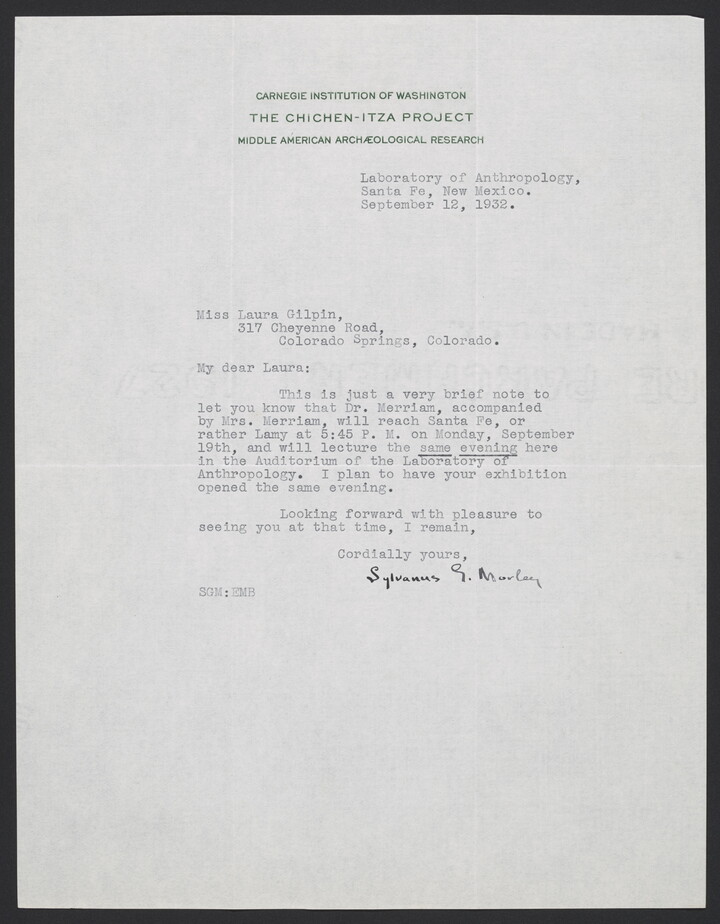 CARNEGIE INSTITUTION OF WASHINGTON
THE CHICHEN-ITZA PROJECT
MIDDLE AMERICAN ARCHÆOLOGICAL RESEARCH
Laboratory of Anthropology,
Santa Fe, New Mexico.
September 12, 1932.
Miss Laura Gilpin,
317 Cheyenne Road,
Colorado Springs, Colorado.
My dear Laura:
This is just a very brief note to
let you know that Dr. Merriam, accompanied
by Mrs. Merriam, will reach Santa Fe, or
rather Lamy at 5:45 P. M. on Monday, September
19th, and will lecture the same evening here
in the Auditorium of the Laboratory of
Anthropology. I plan to have your exhibition
opened the same evening.
Looking forward with pleasure to
seeing you at that time, I remain,
Cordially yours,
Sylvanus G. Morley
SGM:EMB